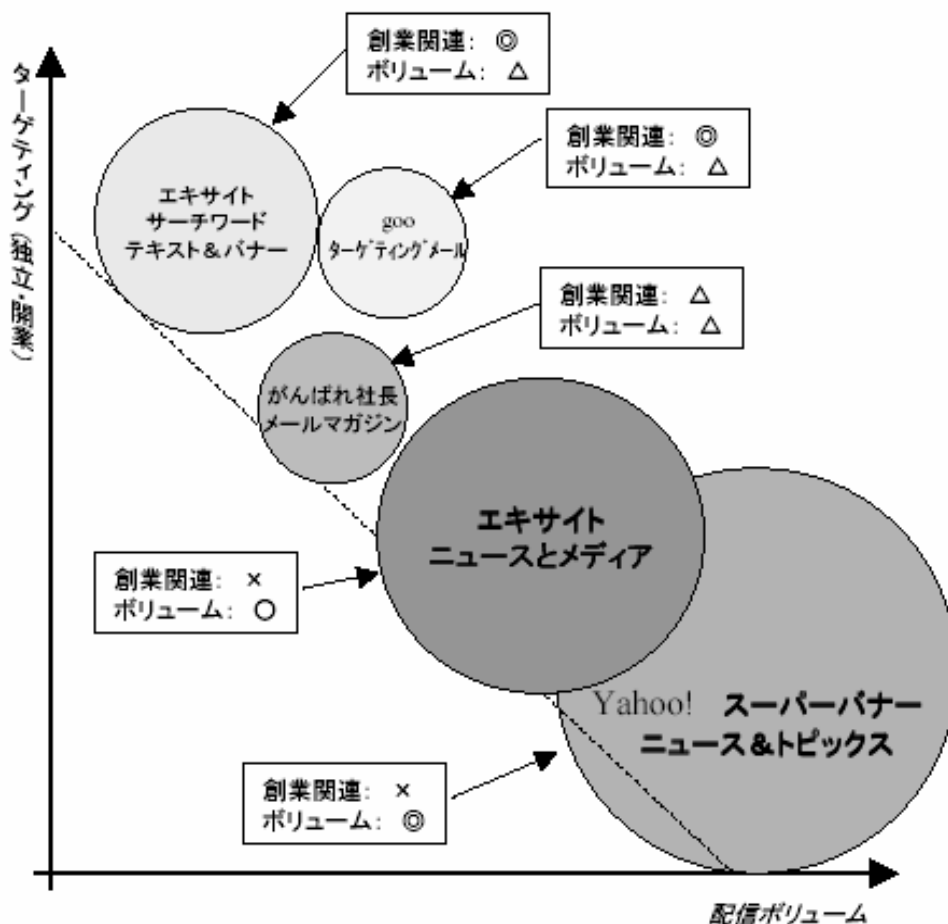 創業関連： ◎
ボリューム： △
ターゲティング（独立・開業）
創業関連： ◎
ボリューム： △
エキサイト
サーチワード
テキスト＆バナー
goo
ターゲティングメール
創業関連： △
ボリューム： △
がんばれ社長
メールマガジン
エキサイト
ニュースとメディア
創業関連： ×
ボリューム： ○
Yahoo! スーパーバナー
ニュース＆トピックス
創業関連： ×
ボリューム： ◎
配信ボリューム